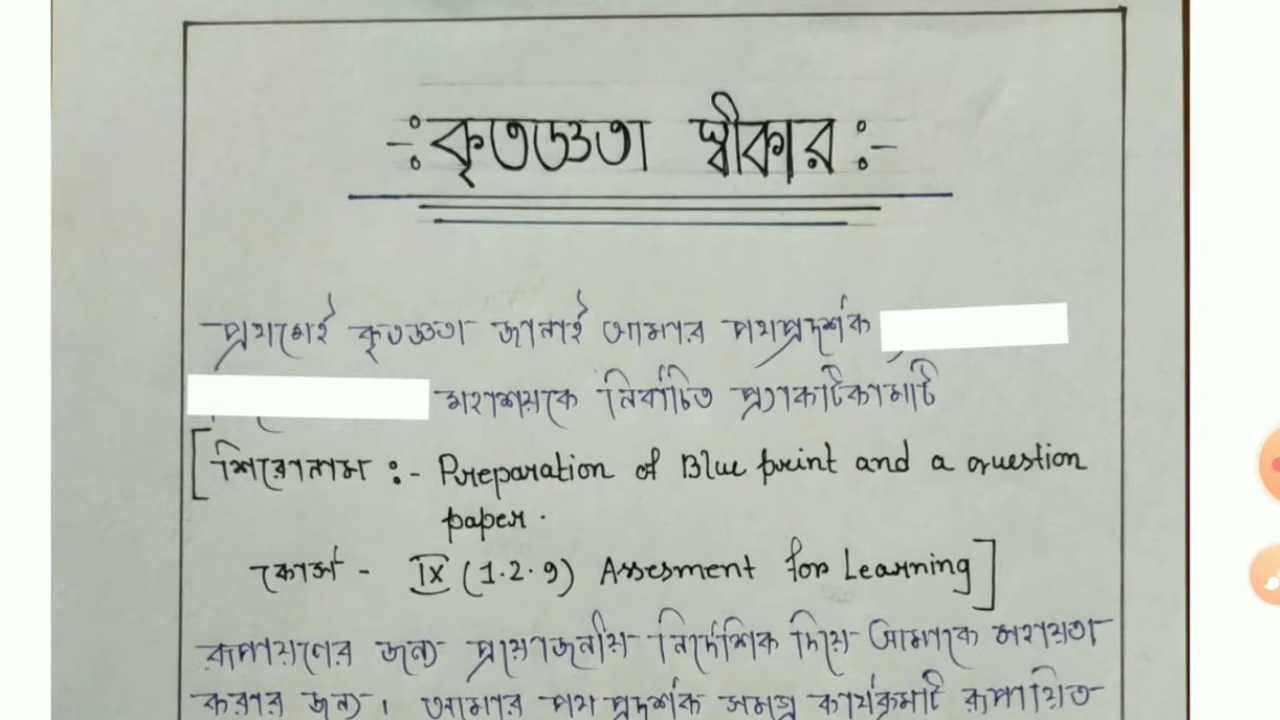 -ঃকৃতজ্ঞতা স্বীকারঃ-
প্রথমেই কৃতজ্ঞতা জানাই আমার পথপ্রদর্শক
মহাশয়কে নির্বাচিত প্র্যাকটিকামটি
[শিরোনাম :- Preparation of Blue print and a question
paper.
কোর্স - IX (1.2.9) Assesment for Learning]
রূপায়ণের জন্য প্রয়োজনীয় নির্দেশিক দিয়ে আমাকে সহায়তা
করার জন্য। আমার পথ প্রদর্শক সমগ্র কার্যক্রমটি রূপায়িত